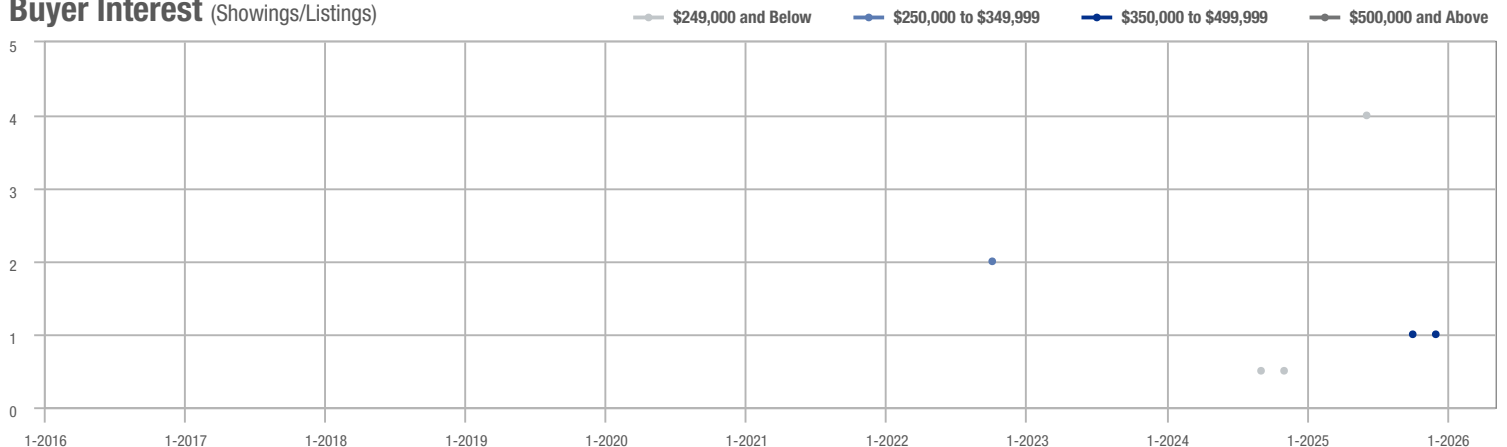 Buyer Interest (Showings/Listings)
$249,000 and Below $250,000 to $349,999 $350,000 to $499,999 $500,000 and Above
5
4
3
2
1
0
1-2016 1-2017 1-2018 1-2019 1-2020 1-2021 1-2022 1-2023 1-2024 1-2025 1-2026